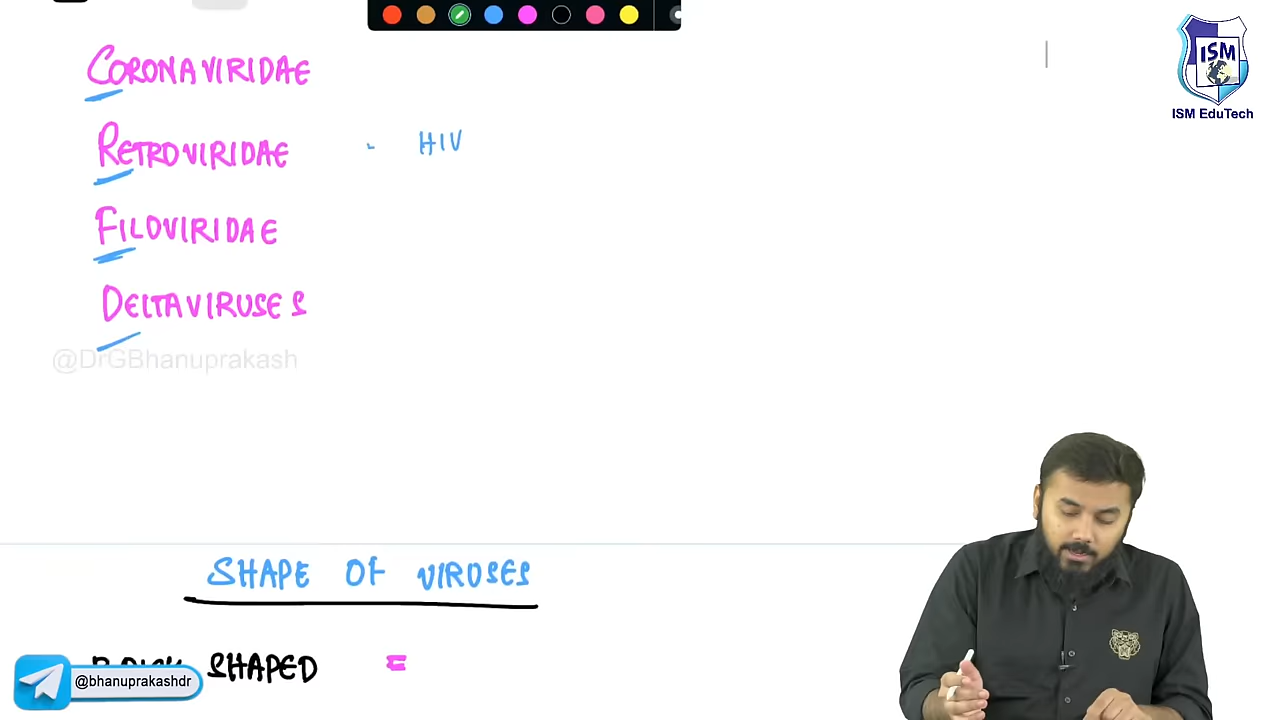 CORONAVIRIDAE
ISM
ISM EduTech
RETROVIRIDAE - HIV
FILOVIRIDAE
DELTAVIRUSES
@DrGBhanuprakash
SHAPE OF VIRUSES
SHAPED =
@bhanuprakashdr